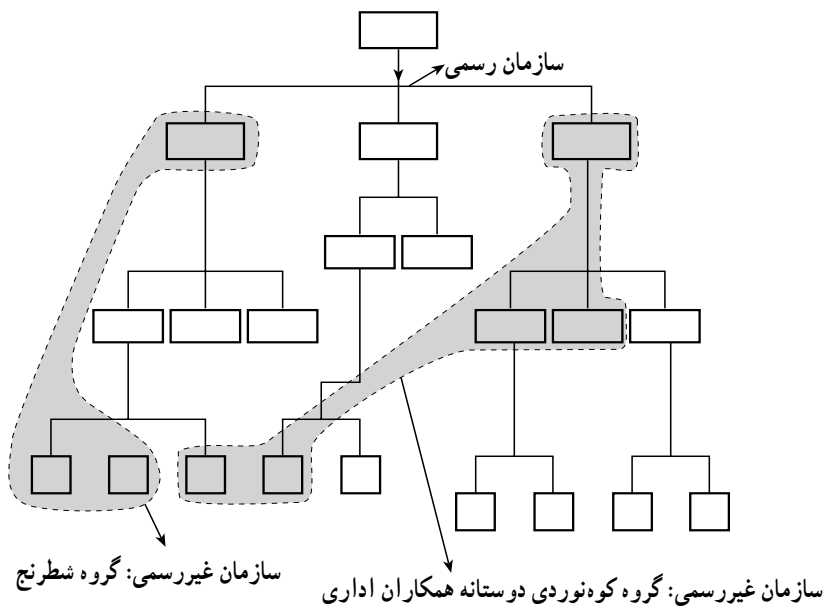 سازمان رسمی
سازمان غیررسمی: گروه شطرنج
سازمان غیررسمی: گروه کوه‌نوردی دوستانه همکاران اداری